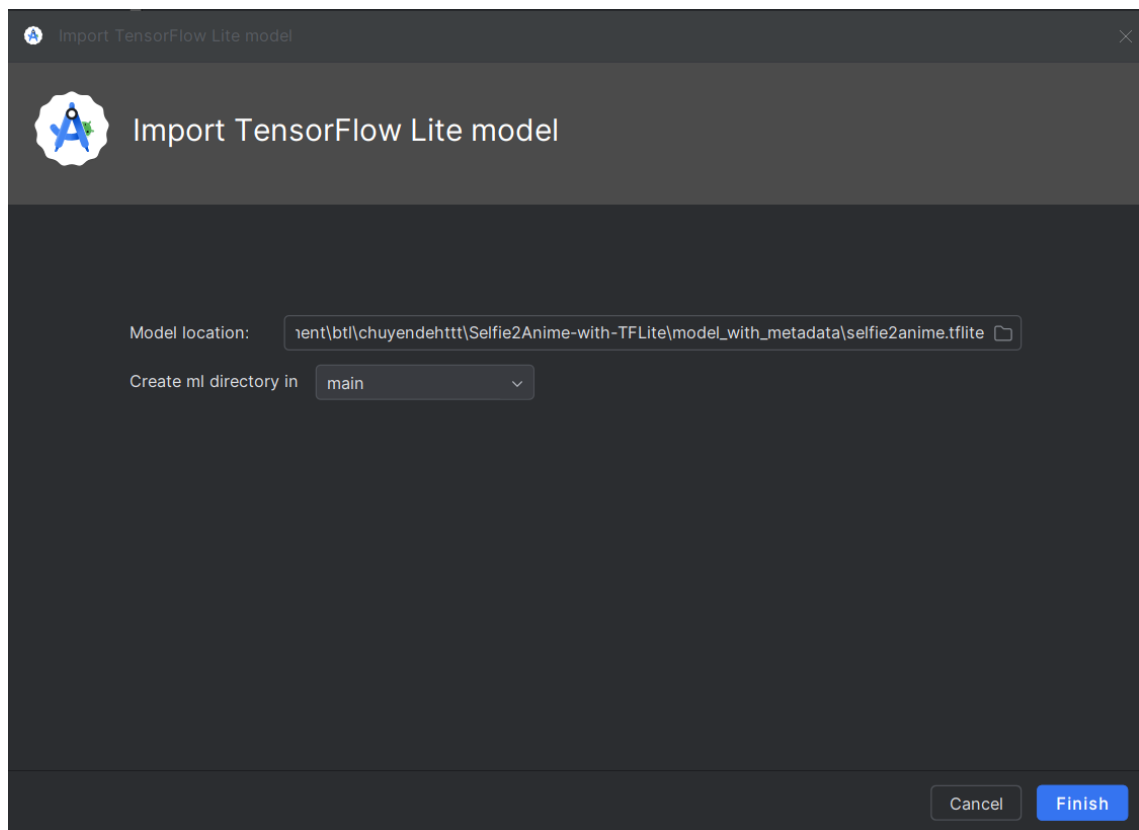 Import TensorFlow Lite model
Import TensorFlow Lite model
Model location: ent\btl\chuyendehttt\Selfie2Anime-with-TFLite\model_with_metadata\selfie2anime.tflite
Create ml directory in main
Cancel Finish